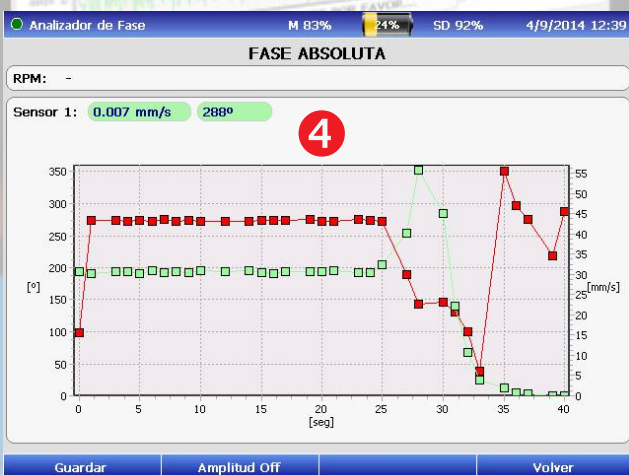 Analizador de Fase M 83% 24% SD 92% 4/9/2014 12:39
FASE ABSOLUTA
RPM: -
Sensor 1: 0.007 mm/s 288º
4
350
300
250
200
150
100
50
0
[º]
55
50
45
40
35
30
25
20
15
10
5
0
[mm/s]
0 5 10 15 20 25 30 35 40
[seg]
Guardar Amplitud Off Volver